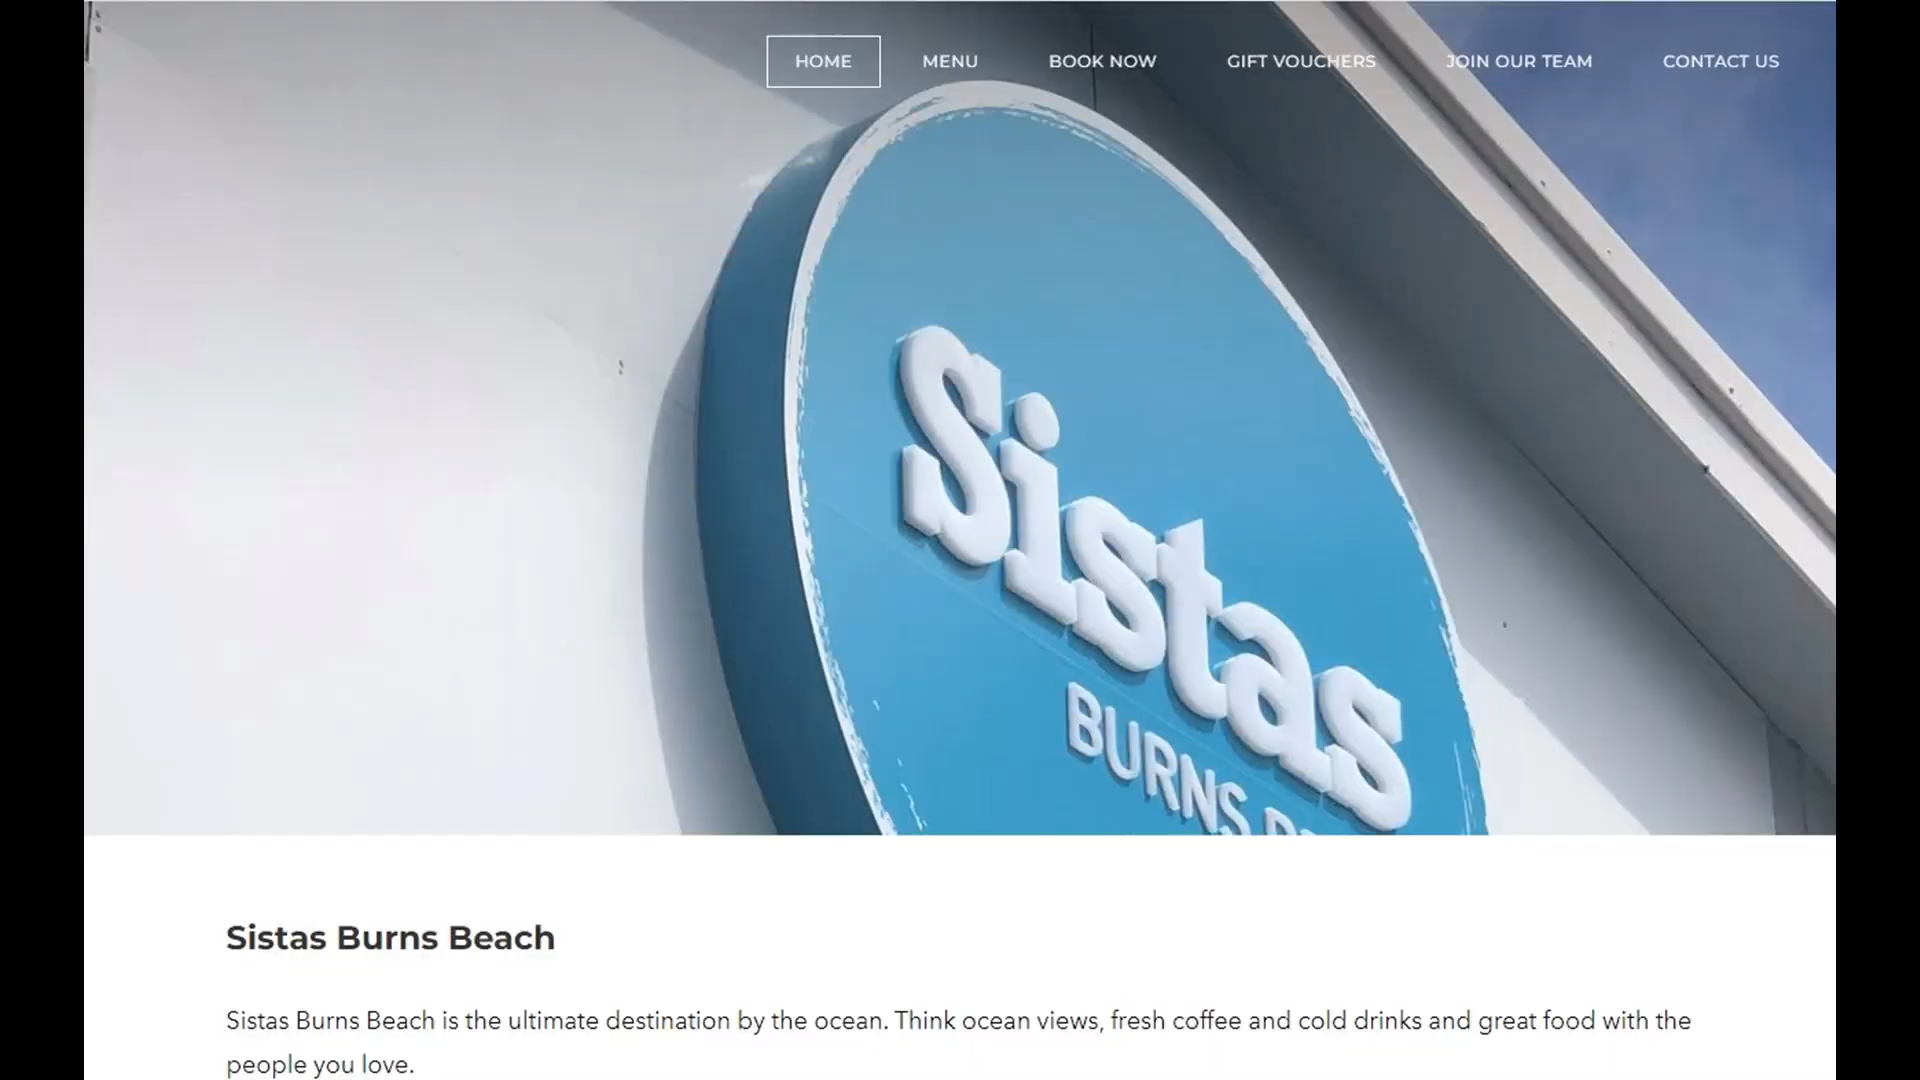 HOME MENU BOOK NOW GIFT VOUCHERS JOIN OUR TEAM CONTACT US
Sistas
BURNS
Sistas Burns Beach
Sistas Burns Beach is the ultimate destination by the ocean. Think ocean views, fresh coffee and cold drinks and great food with the
people you love.